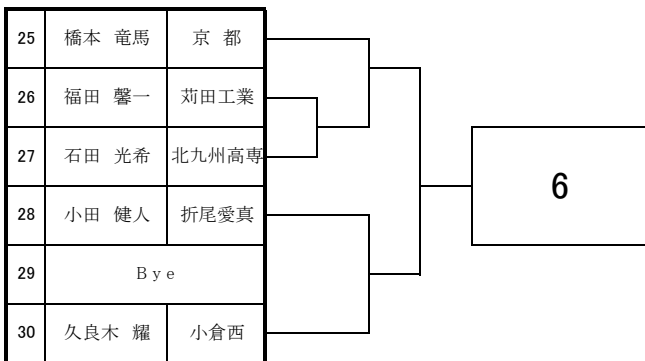 25 橋本 竜馬 京 都
26 福田 馨一 苅田工業
27 石田 光希 北九州高専
28 小田 健人 折尾愛真
29 Bye
30 久良木 耀 小倉西
6